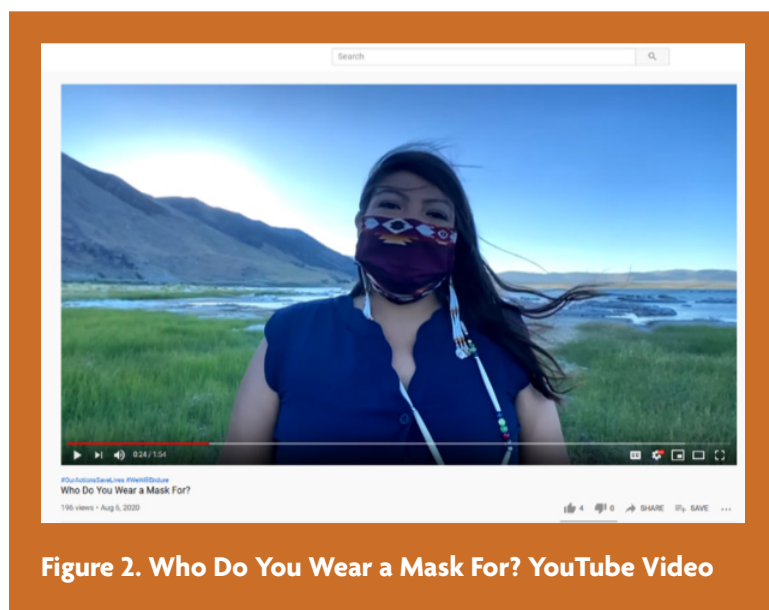 Search
0:24 / 1:54
#OurActionsSaveLives #WeWillEndure
Who Do You Wear a Mask For?
196 views • Aug 6, 2020
4 0 SHARE SAVE ...
Figure 2. Who Do You Wear a Mask For? YouTube Video